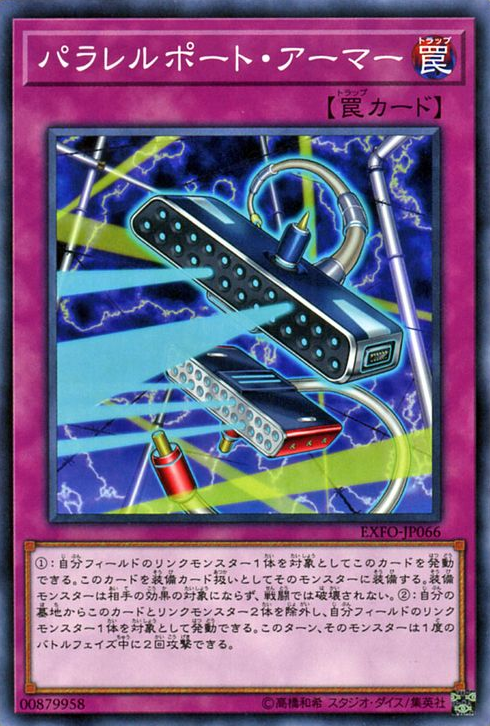 パラレルポート・アーマー 罠
トラップ
【罠カード】
トラップ
EXFO-JP066
①:自分フィールドのリンクモンスター1体を対象としてこのカードを発動
できる。このカードを装備カード扱いとしてそのモンスターに装備する。装備
モンスターは相手の効果の対象にならず、戦闘では破壊されない。②:自分の
墓地からこのカードとリンクモンスター2体を除外し、自分フィールドのリンク
モンスター1体を対象として発動できる。このターン、そのモンスターは1度の
バトルフェイズ中に2回攻撃できる。
00879958
©高橋和希 スタジオ・ダイス/集英社